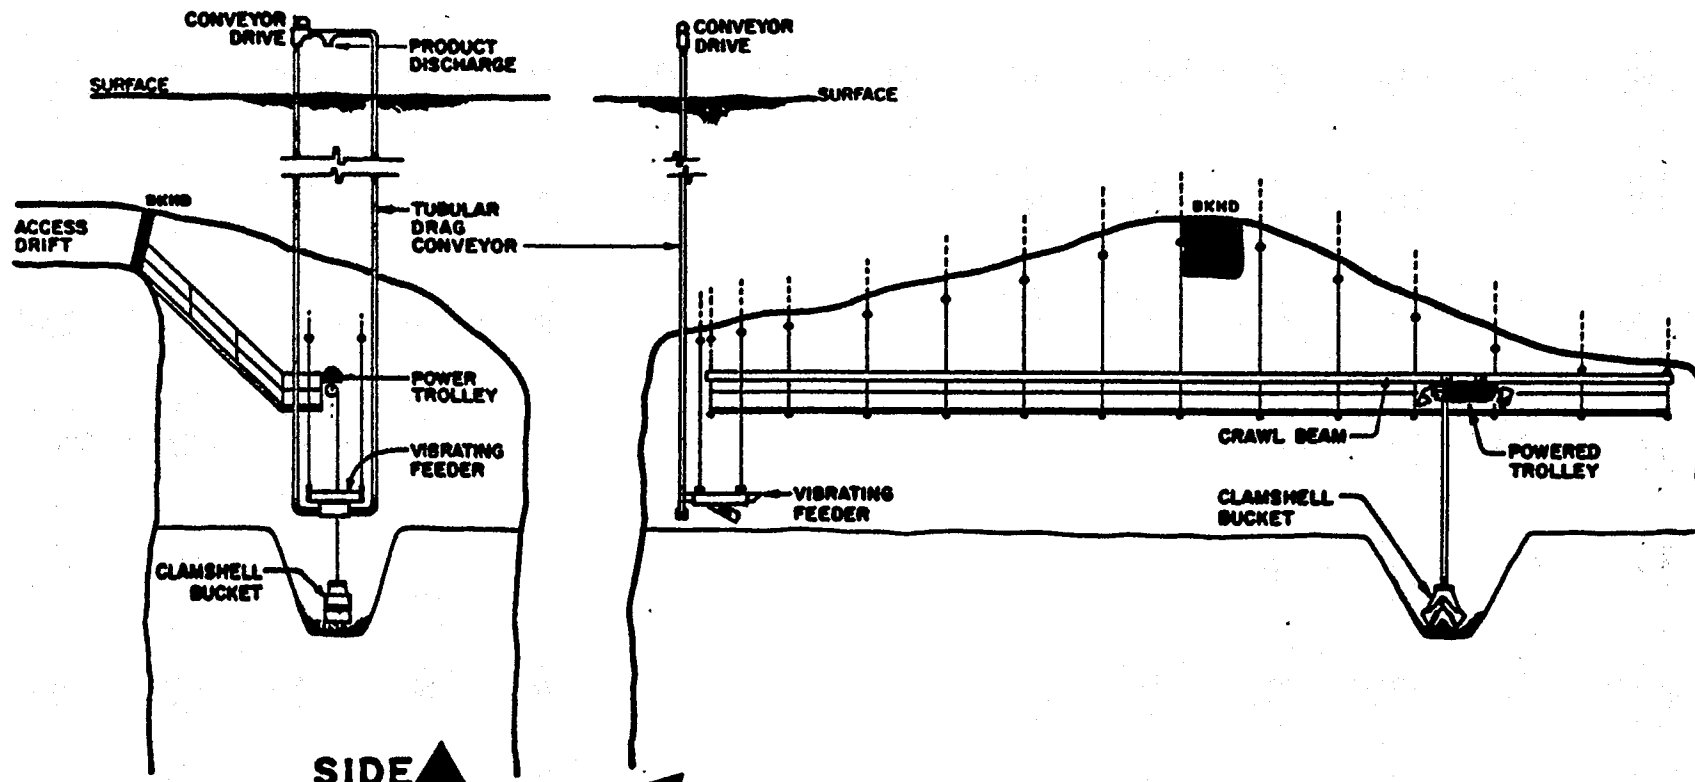 CONVEYOR
DRIVE
PRODUCT
DISCHARGE
SURFACE
BKHD
ACCESS
DRIFT
TUBULAR
DRAG
CONVEYOR
POWER
TROLLEY
VIBRATING
FEEDER
CLAMSHELL
BUCKET
SIDE
CONVEYOR
DRIVE
SURFACE
BKHD
CRAWL BEAM
POWERED
TROLLEY
VIBRATING
FEEDER
CLAMSHELL
BUCKET